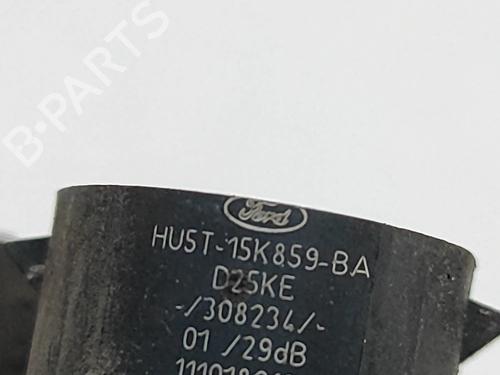 B-PARTS
Ford
HU5T-15K859-BA
D25KE
-/308234/-
01 /29dB